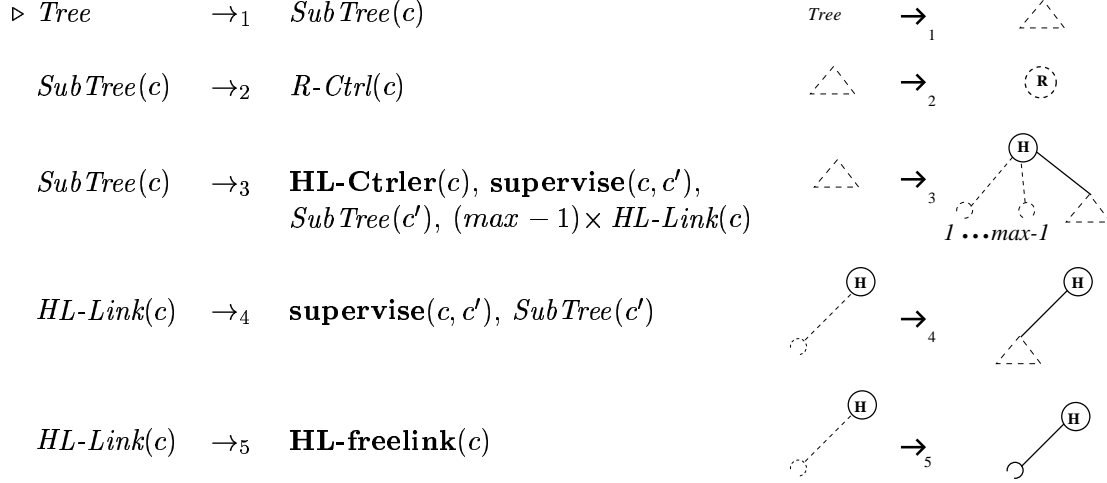 ▷ Tree →1 SubTree(c) Tree →1
SubTree(c) →2 R-Ctrl(c) →2 R
SubTree(c) →3 HL-Ctrler(c), supervise(c, c′), →3 H
SubTree(c′), (max − 1)× HL-Link(c) 1 •••max-1
HL-Link(c) →4 supervise(c, c′), SubTree(c′) H →4 H
HL-Link(c) →5 HL-freelink(c) H →5 H